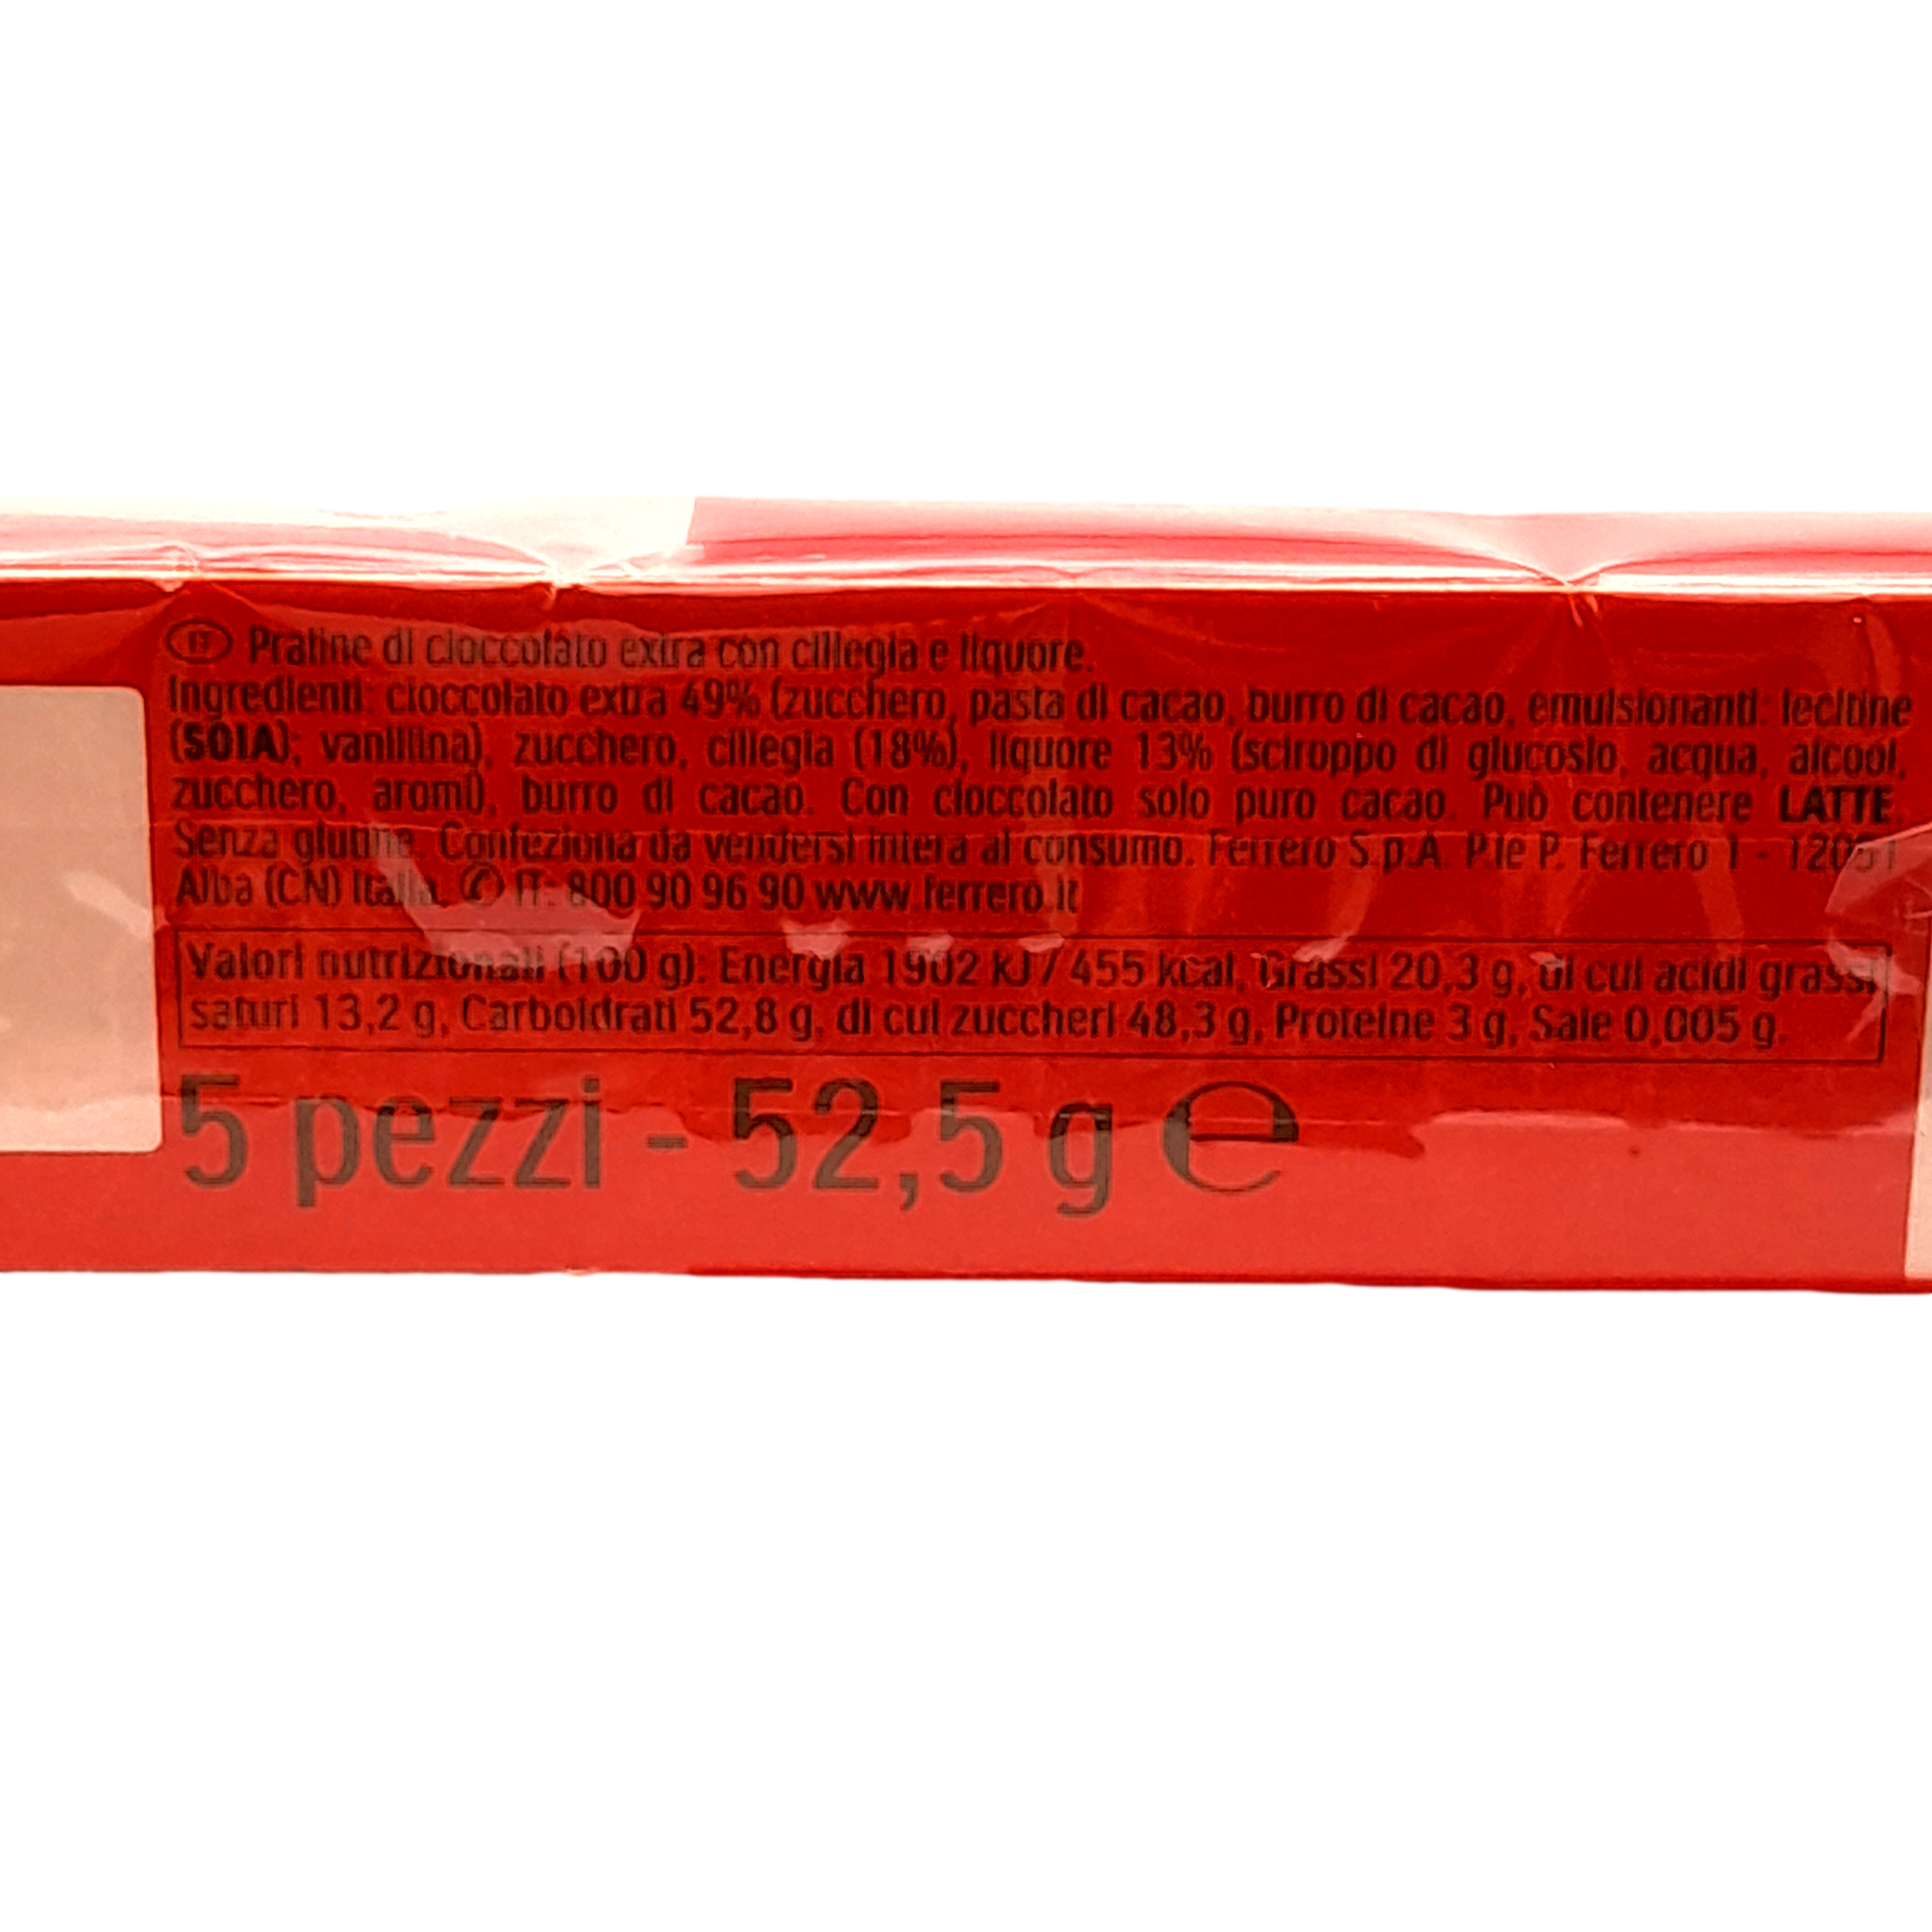 IT Praline di cioccolato extra con ciliegia e liquore.
Ingredienti: cioccolato extra 49% (zucchero, pasta di cacao, burro di cacao, emulsionanti: lecitine
(SOIA); vanillina), zucchero, ciliegia (18%), liquore 13% (sciroppo di glucosio, acqua, alcool,
zucchero, aromi), burro di cacao. Con cioccolato solo puro cacao. Può contenere LATTE.
Senza glutine. Confeziona da vendersi intera al consumo. Ferrero S.p.A. P.le P. Ferrero 1 - 12051
Alba (CN) Italia. ✆ IT: 800 90 96 90 www.ferrero.it
Valori nutrizionali (100 g): Energia 1902 kJ / 455 kcal, Grassi 20,3 g, di cui acidi grassi
saturi 13,2 g, Carboidrati 52,8 g, di cui zuccheri 48,3 g, Proteine 3 g, Sale 0,005 g.
5 pezzi - 52,5 g ℮